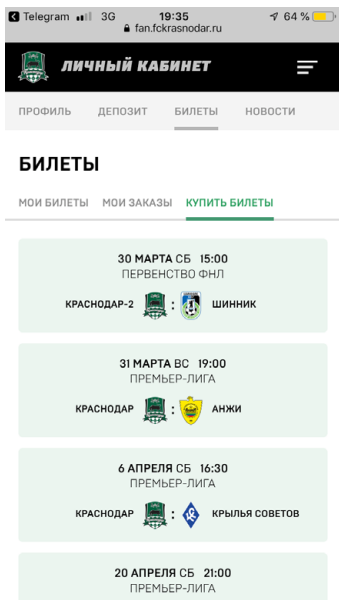 Telegram 3G 19:35 64 %
fan.fckrasnodar.ru
ЛИЧНЫЙ КАБИНЕТ
ПРОФИЛЬ ДЕПОЗИТ БИЛЕТЫ НОВОСТИ
БИЛЕТЫ
МОИ БИЛЕТЫ МОИ ЗАКАЗЫ КУПИТЬ БИЛЕТЫ
30 МАРТА СБ 15:00
ПЕРВЕНСТВО ФНЛ
КРАСНОДАР-2 : ШИННИК
31 МАРТА ВС 19:00
ПРЕМЬЕР-ЛИГА
КРАСНОДАР : АНЖИ
6 АПРЕЛЯ СБ 16:30
ПРЕМЬЕР-ЛИГА
КРАСНОДАР : КРЫЛЬЯ СОВЕТОВ
20 АПРЕЛЯ СБ 21:00
ПРЕМЬЕР-ЛИГА